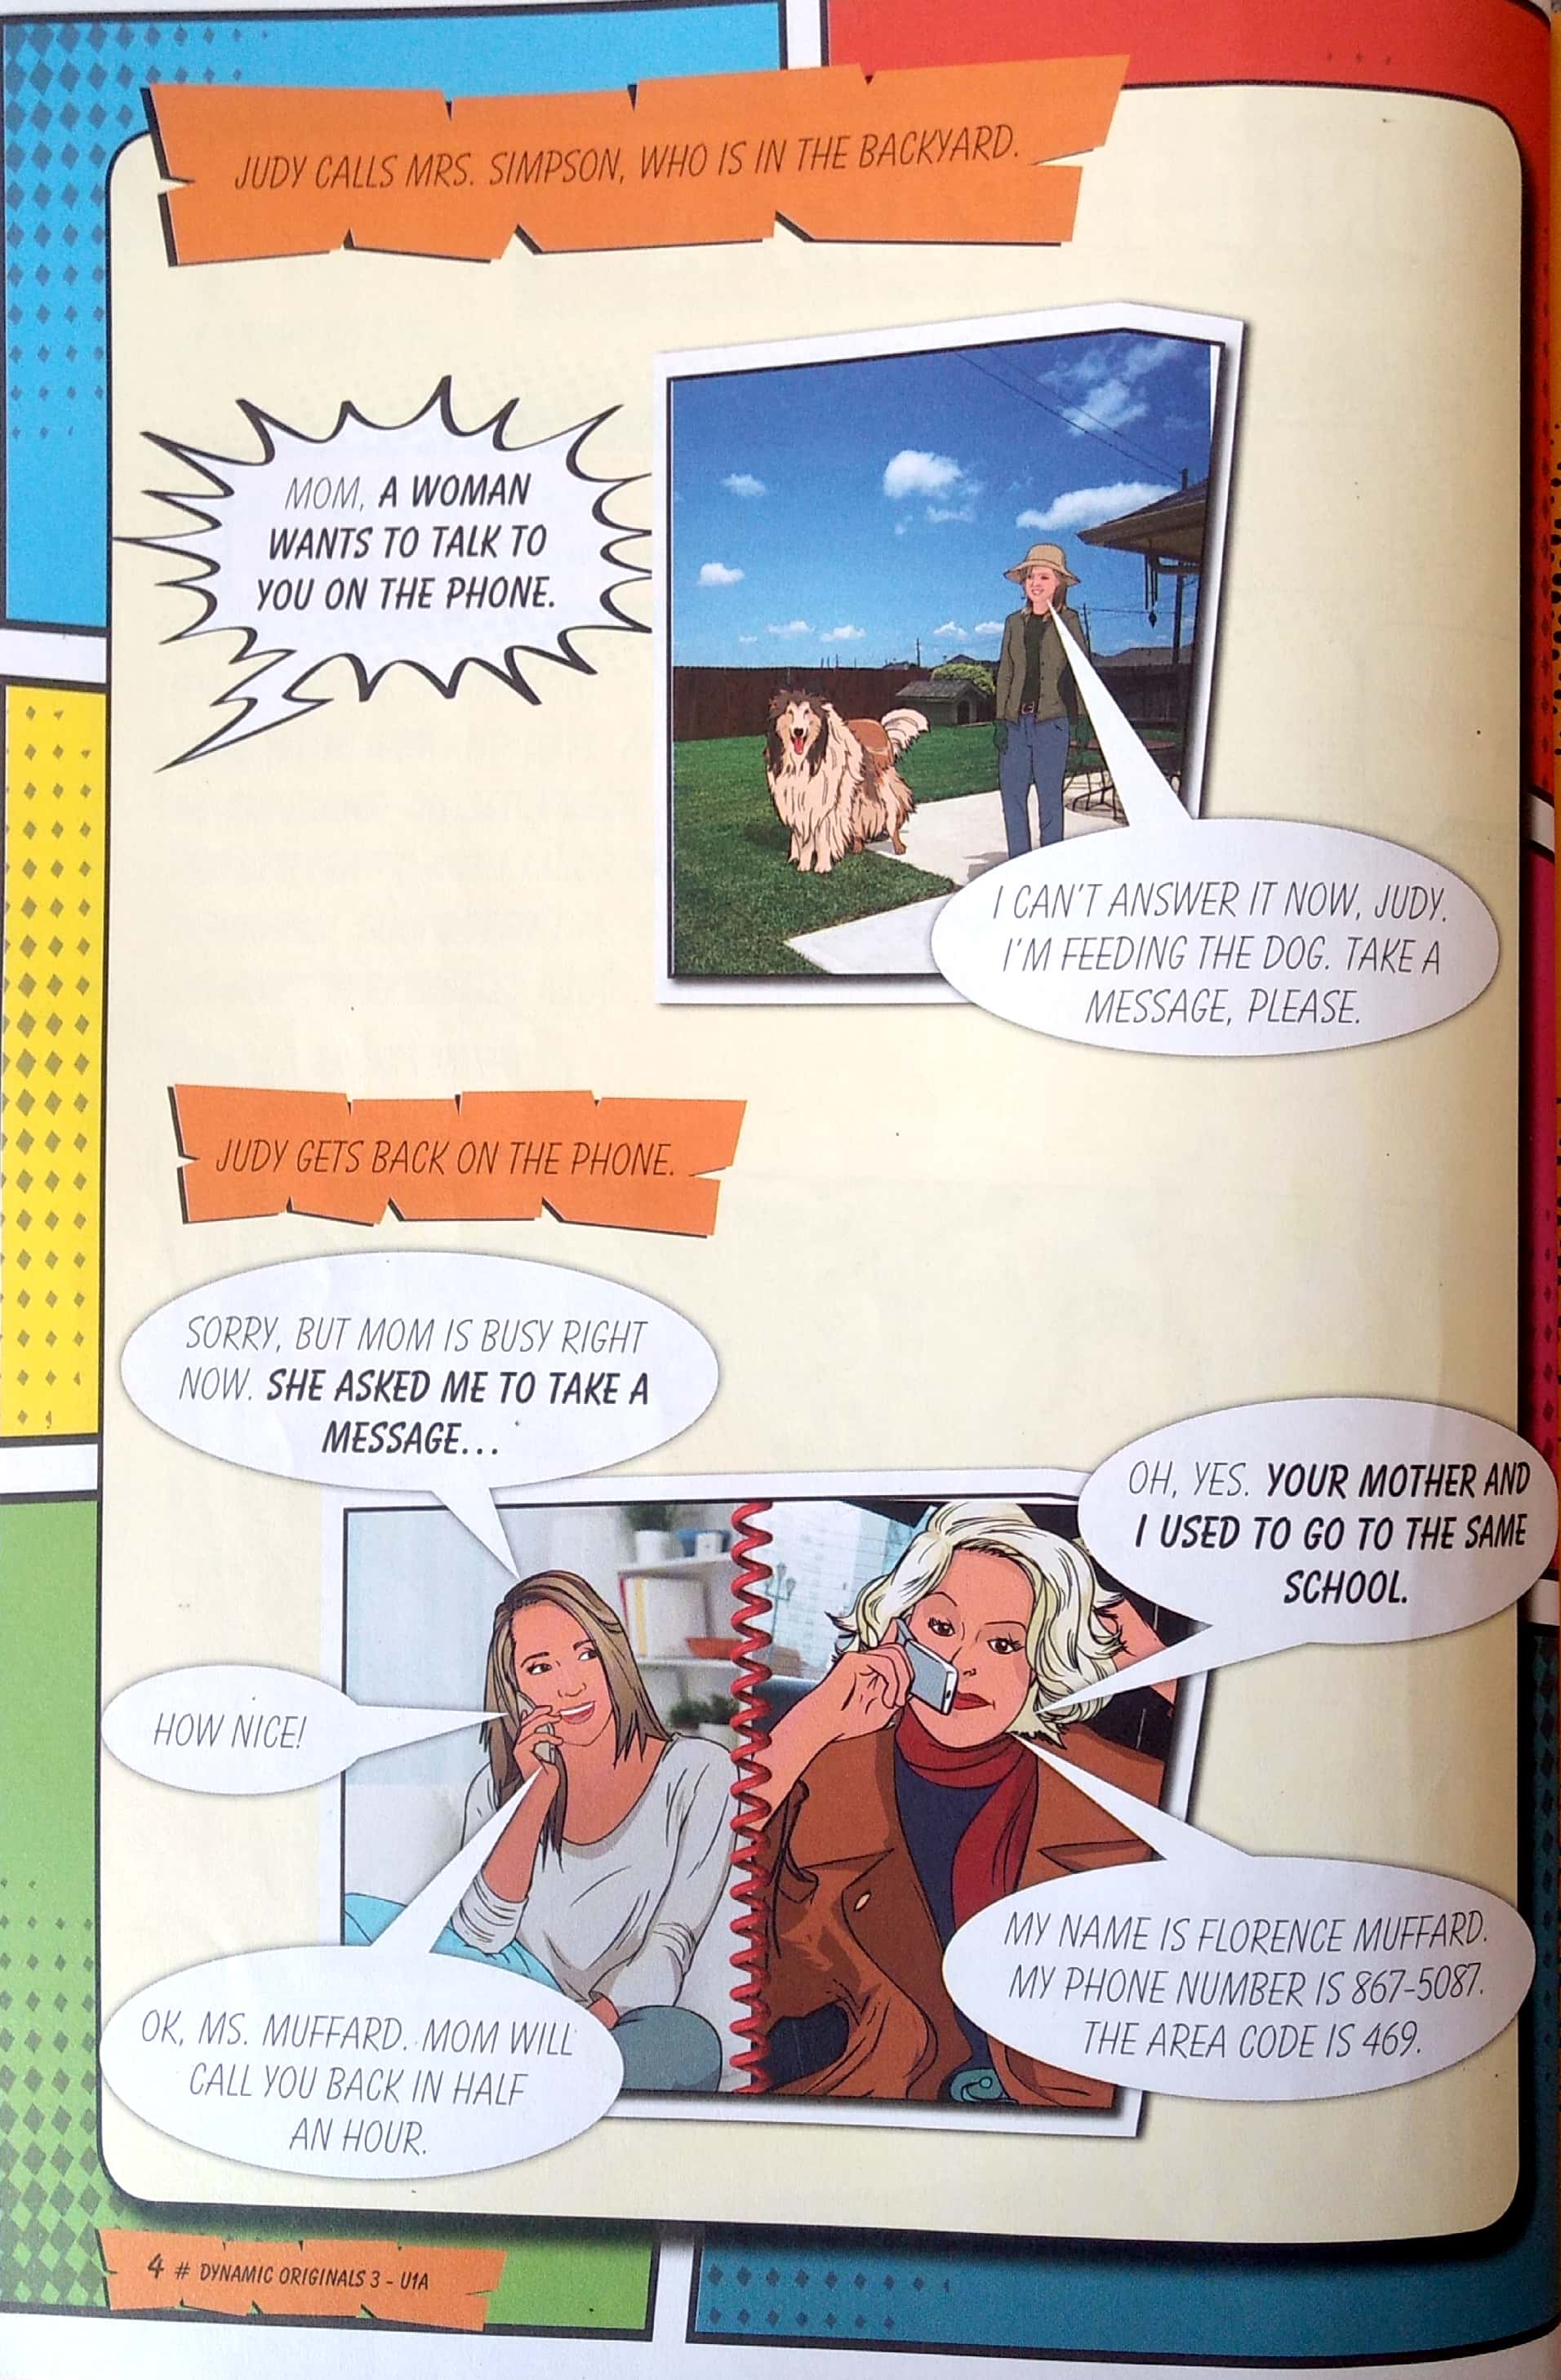 JUDY CALLS MRS. SIMPSON, WHO IS IN THE BACKYARD.
MOM, A WOMAN
WANTS TO TALK TO
YOU ON THE PHONE.
I CAN'T ANSWER IT NOW, JUDY.
I'M FEEDING THE DOG. TAKE A
MESSAGE, PLEASE.
JUDY GETS BACK ON THE PHONE.
SORRY, BUT MOM IS BUSY RIGHT
NOW. SHE ASKED ME TO TAKE A
MESSAGE...
OH, YES. YOUR MOTHER AND
I USED TO GO TO THE SAME
SCHOOL.
HOW NICE!
MY NAME IS FLORENCE MUFFARD.
MY PHONE NUMBER IS 867-5087.
THE AREA CODE IS 469.
OK, MS. MUFFARD. MOM WILL
CALL YOU BACK IN HALF
AN HOUR.
4 # DYNAMIC ORIGINALS 3 - U1A